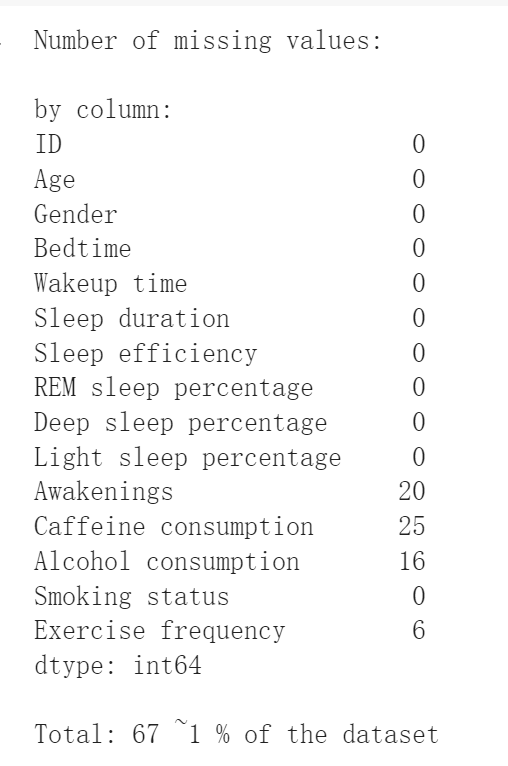 Number of missing values:
by column:
ID 0
Age 0
Gender 0
Bedtime 0
Wakeup time 0
Sleep duration 0
Sleep efficiency 0
REM sleep percentage 0
Deep sleep percentage 0
Light sleep percentage 0
Awakenings 20
Caffeine consumption 25
Alcohol consumption 16
Smoking status 0
Exercise frequency 6
dtype: int64
Total: 67 ~1 % of the dataset